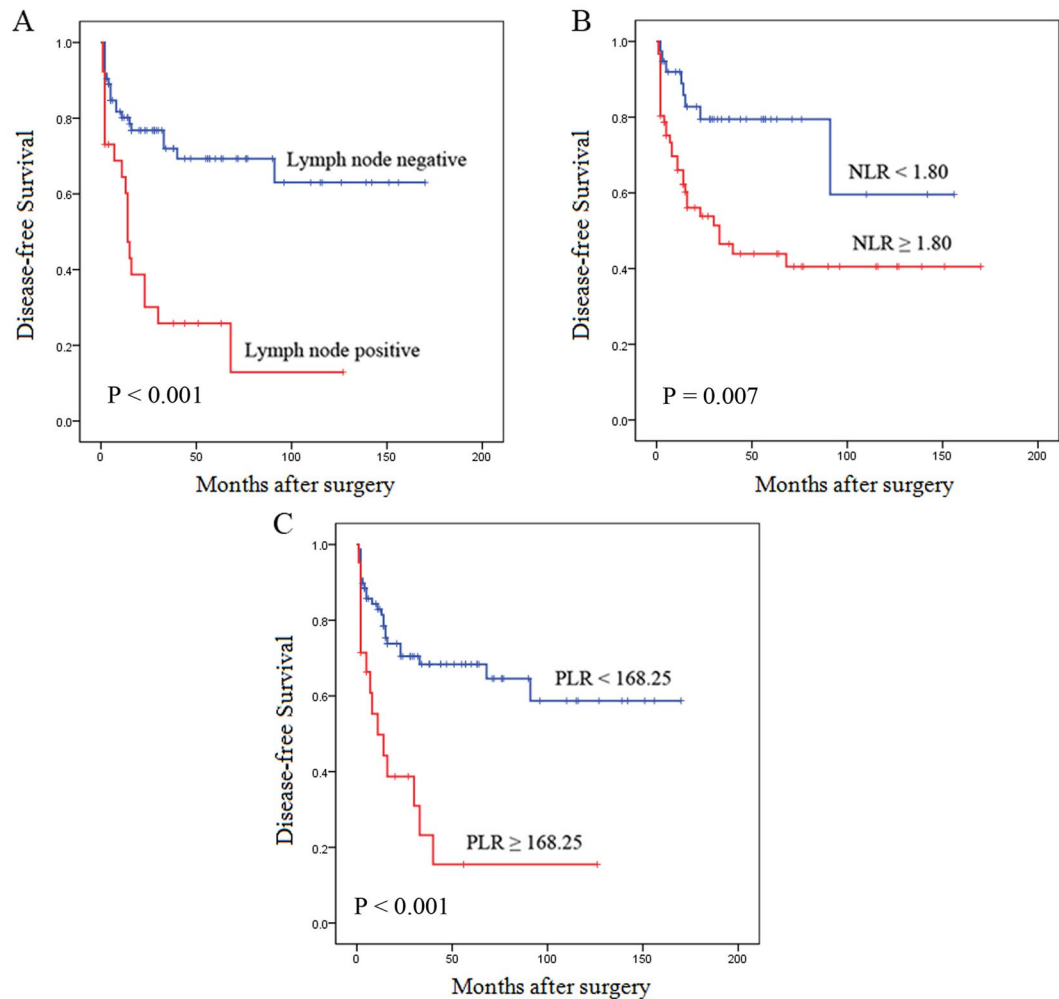 A
Disease-free Survival
1.0
0.8
0.6
0.4
0.2
0.0
Lymph node negative
Lymph node positive
P < 0.001
0 50 100 150 200
Months after surgery
B
Disease-free Survival
1.0
0.8
0.6
0.4
0.2
0.0
NLR < 1.80
NLR ≥ 1.80
P = 0.007
0 50 100 150 200
Months after surgery
C
Disease-free Survival
1.0
0.8
0.6
0.4
0.2
0.0
PLR < 168.25
PLR ≥ 168.25
P < 0.001
0 50 100 150 200
Months after surgery